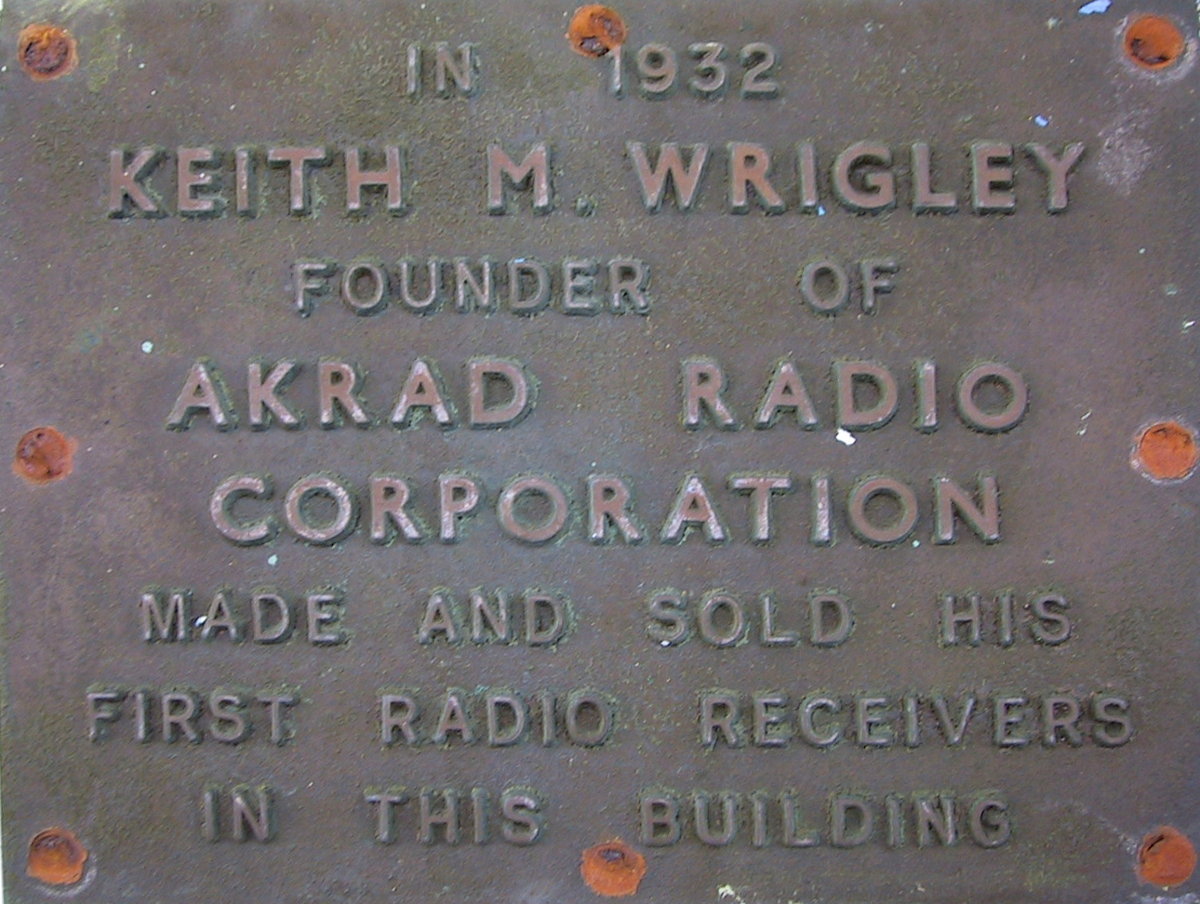 IN 1932
KEITH M. WRIGLEY
FOUNDER OF
AKRAD RADIO
CORPORATION
MADE AND SOLD HIS
FIRST RADIO RECEIVERS
IN THIS BUILDING